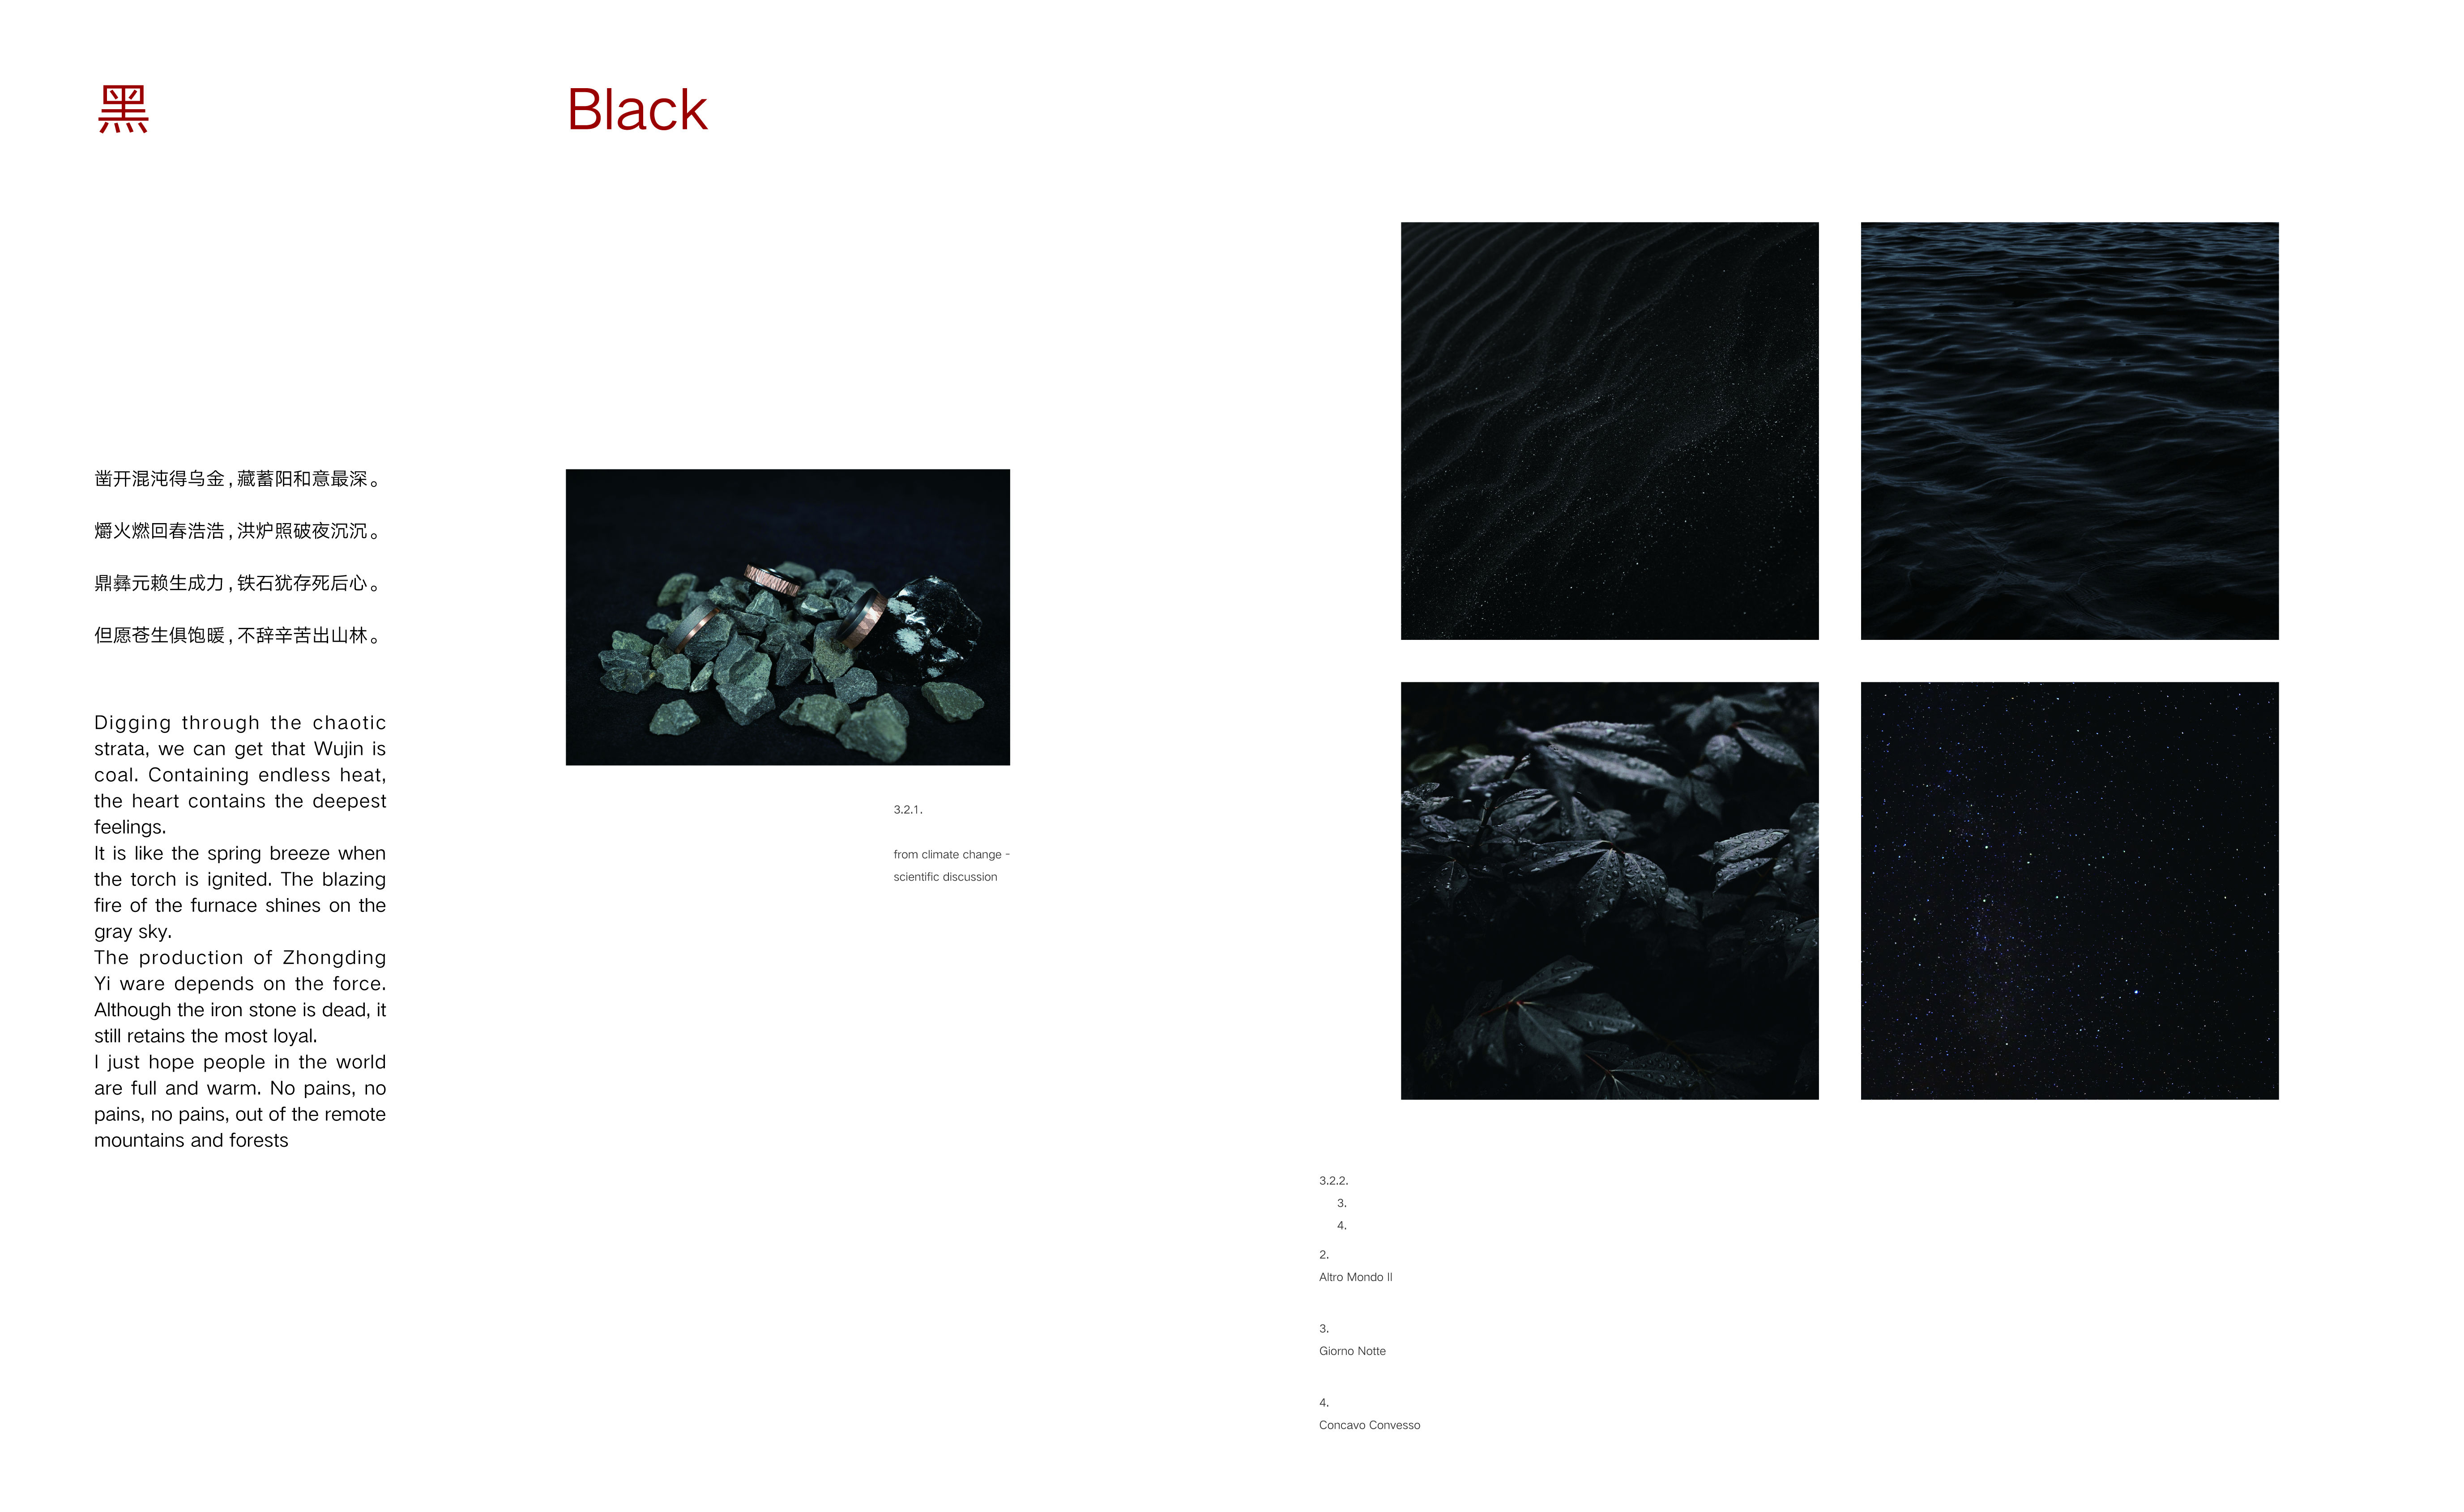 黑
Black
凿开混沌得乌金,藏蓄阳和意最深。
爝火燃回春浩浩,洪炉照破夜沉沉。
鼎彝元赖生成力,铁石犹存死后心。
但愿苍生俱饱暖,不辞辛苦出山林。
Digging through the chaotic
strata, we can get that Wujin is
coal. Containing endless heat,
the heart contains the deepest
feelings.
It is like the spring breeze when
the torch is ignited. The blazing
fire of the furnace shines on the
gray sky.
The production of Zhongding
Yi ware depends on the force.
Although the iron stone is dead, it
still retains the most loyal.
I just hope people in the world
are full and warm. No pains, no
pains, no pains, out of the remote
mountains and forests
3.2.1.
from climate change -
scientific discussion
3.2.2.
3.
4.
2.
Altro Mondo II
3.
Giorno Notte
4.
Concavo Convesso